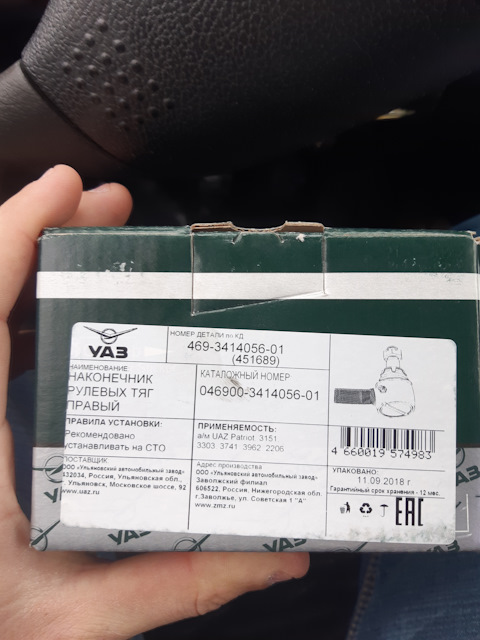 УАЗ
НОМЕР ДЕТАЛИ по КД
469-3414056-01
(451689)
НАИМЕНОВАНИЕ:
НАКОНЕЧНИК
РУЛЕВЫХ ТЯГ
ПРАВЫЙ
КАТАЛОЖНЫЙ НОМЕР:
046900-3414056-01
ПРАВИЛА УСТАНОВКИ:
Рекомендовано
устанавливать на СТО
ПРИМЕНЯЕМОСТЬ:
а/м UAZ Patriot 3151
3303 3741 3962 2206
4 660019 574983
ПОСТАВЩИК
ООО «Ульяновский автомобильный завод»
432034, Россия, Ульяновская обл.,
г. Ульяновск, Московское шоссе, 92
www.uaz.ru
Адрес производства
ООО «Ульяновский автомобильный завод»
Заволжский филиал
606522, Россия, Нижегородская обл.
г.Заволжье, ул. Советская 1 "А"
www.zmz.ru
УПАКОВАНО:
11.09.2018 г
Гарантийный срок хранения - 12 мес.
EAC